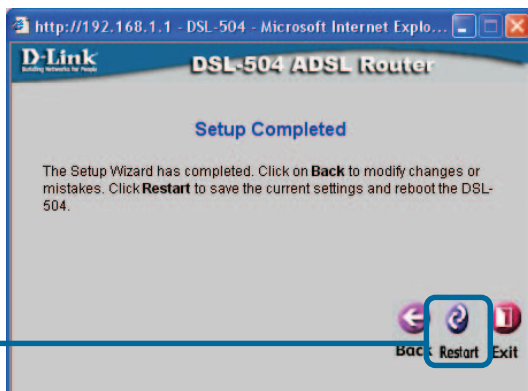 http://192.168.1.1 - DSL-504 - Microsoft Internet Explo...
D-Link
Building Networks for People
DSL-504 ADSL Router
Setup Completed
The Setup Wizard has completed. Click on Back to modify changes or
mistakes. Click Restart to save the current settings and reboot the DSL-
504.
Back Restart Exit